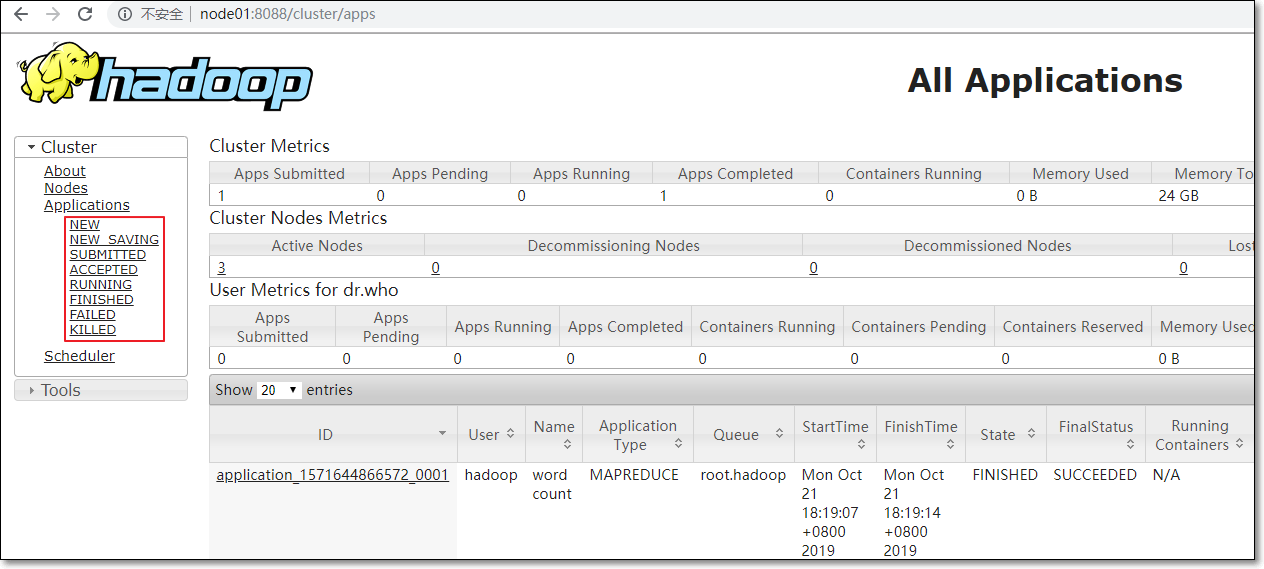 不安全 node01:8088/cluster/apps
hadoop
All Applications
Cluster
About
Nodes
Applications
NEW
NEW_SAVING
SUBMITTED
ACCEPTED
RUNNING
FINISHED
FAILED
KILLED
Scheduler
Tools
Cluster Metrics
Apps Submitted Apps Pending Apps Running Apps Completed Containers Running Memory Used Memory To
1 0 0 1 0 0 B 24 GB
Cluster Nodes Metrics
Active Nodes Decommissioning Nodes Decommissioned Nodes Lost
3 0 0 0
User Metrics for dr.who
Apps Submitted Apps Pending Apps Running Apps Completed Containers Running Containers Pending Containers Reserved Memory Used
0 0 0 0 0 0 0 0 B
Show 20 entries
ID User Name Application Type Queue StartTime FinishTime State FinalStatus Running Containers
application_1571644866572_0001 hadoop word count MAPREDUCE root.hadoop Mon Oct 21 18:19:07 +0800 2019 Mon Oct 21 18:19:14 +0800 2019 FINISHED SUCCEEDED N/A